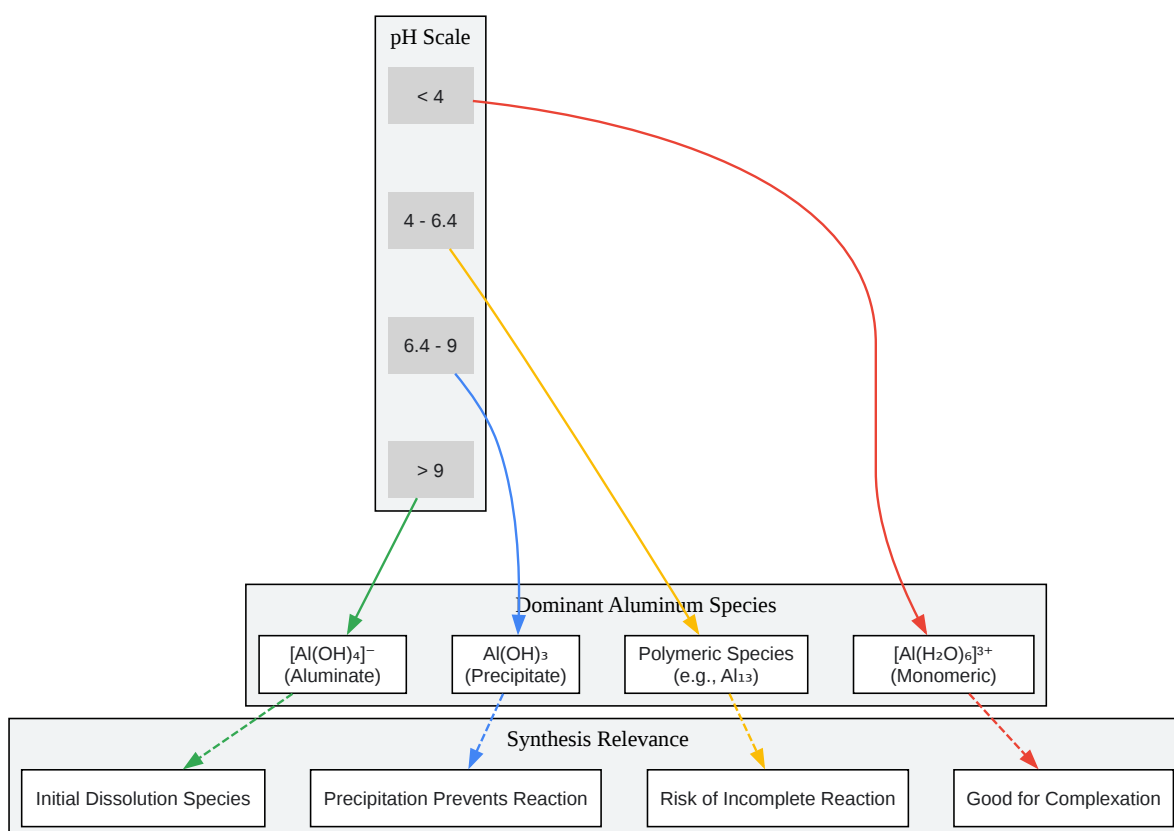 pH Scale
< 4
4 - 6.4
6.4 - 9
> 9
Dominant Aluminum Species
[Al(OH)₄]⁻
(Aluminate)
Al(OH)₃
(Precipitate)
Polymeric Species
(e.g., Al₁₃)
[Al(H₂O)₆]³⁺
(Monomeric)
Synthesis Relevance
Initial Dissolution Species
Precipitation Prevents Reaction
Risk of Incomplete Reaction
Good for Complexation